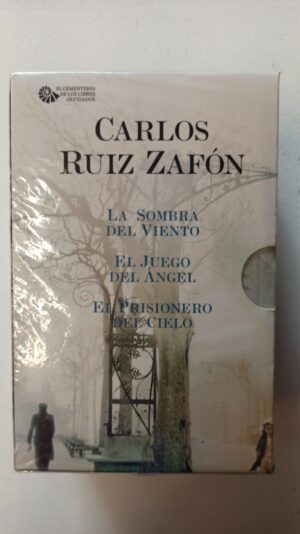 EL CEMENTERIO
DE LOS LIBROS
OLVIDADOS
CARLOS
RUIZ ZAFÓN
LA SOMBRA
DEL VIENTO
EL JUEGO
DEL ÁNGEL
EL PRISIONERO
DEL CIELO